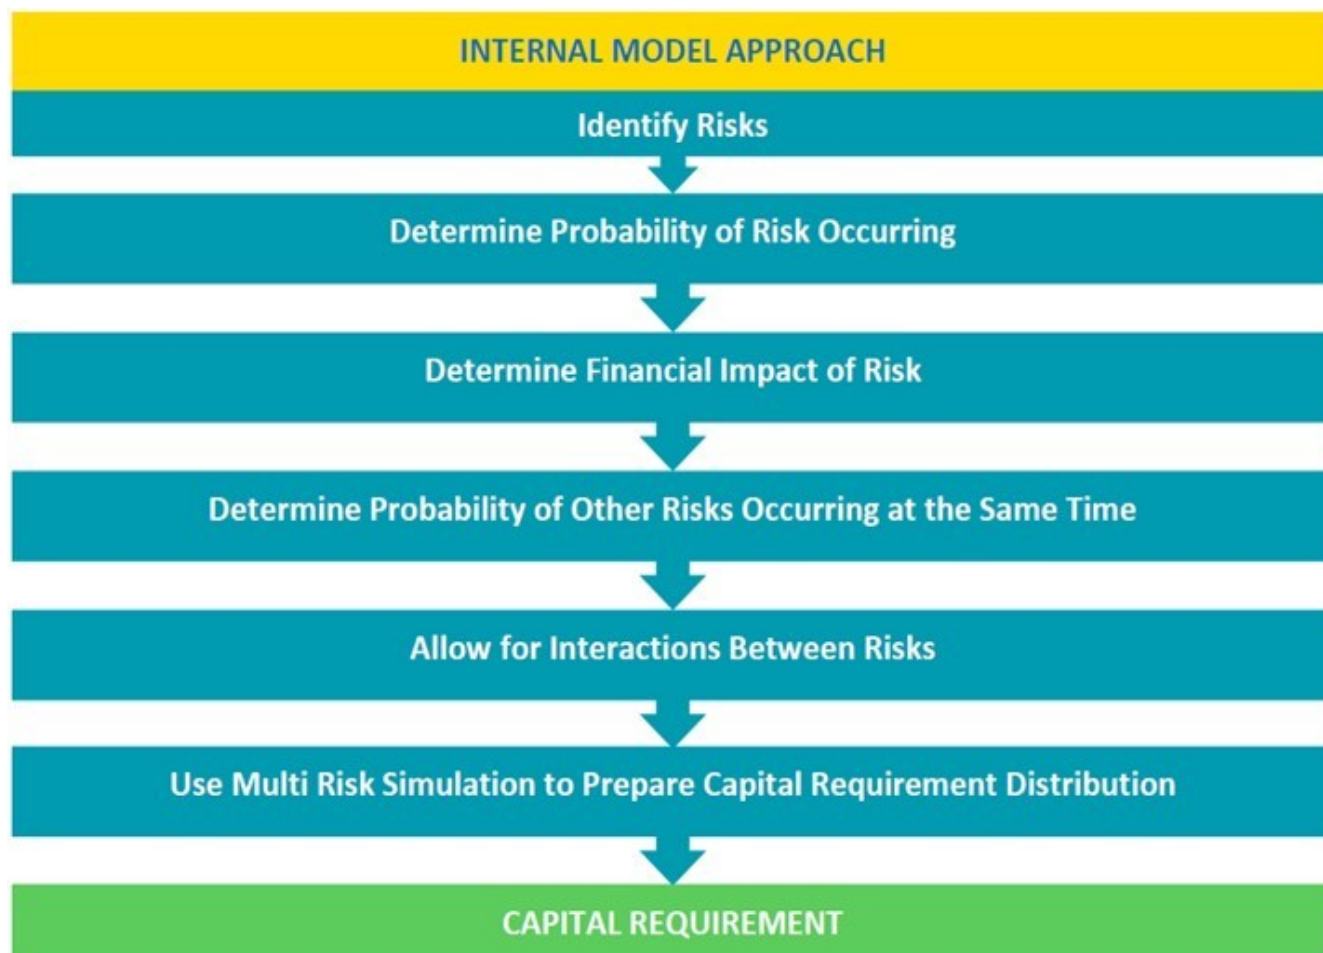 INTERNAL MODEL APPROACH
Identify Risks
Determine Probability of Risk Occurring
Determine Financial Impact of Risk
Determine Probability of Other Risks Occurring at the Same Time
Allow for Interactions Between Risks
Use Multi Risk Simulation to Prepare Capital Requirement Distribution
CAPITAL REQUIREMENT